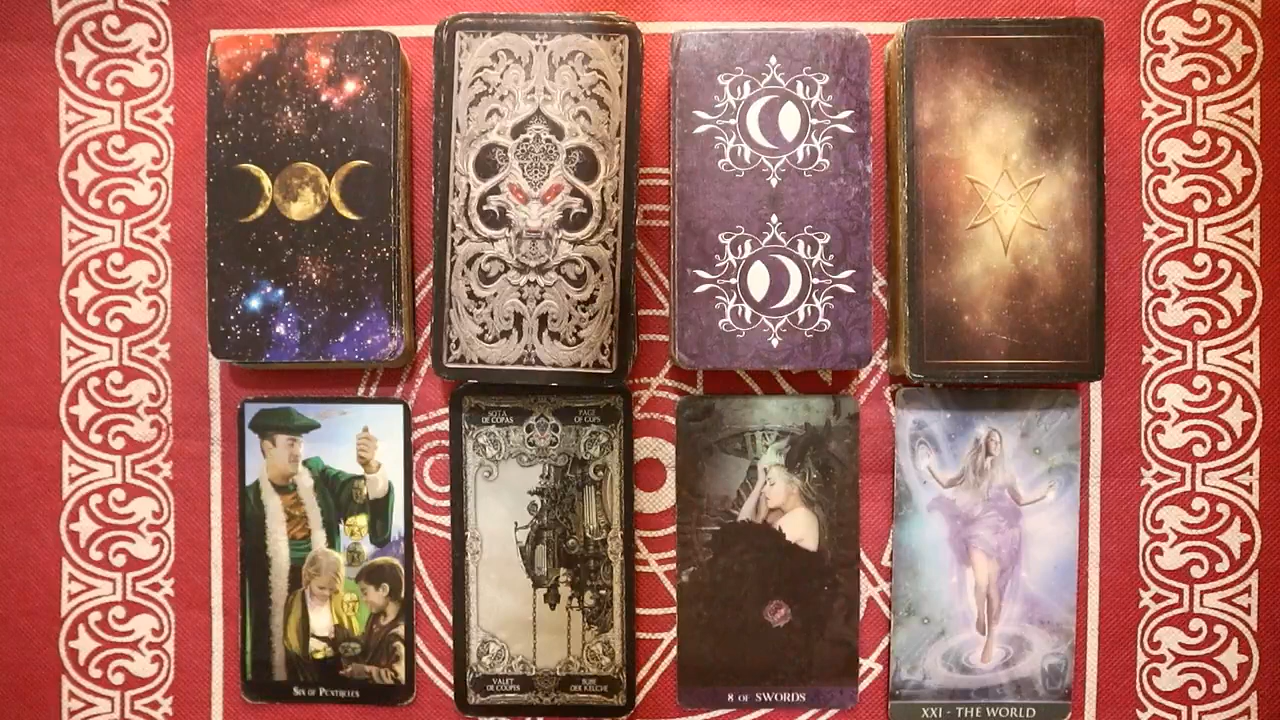 SIX OF PENTACLES
SOTA
DE COPAS
PAGE
OF CUPS
VALET
DE COUPES
BUBE
DER KELCHE
8 OF SWORDS
XXI - THE WORLD